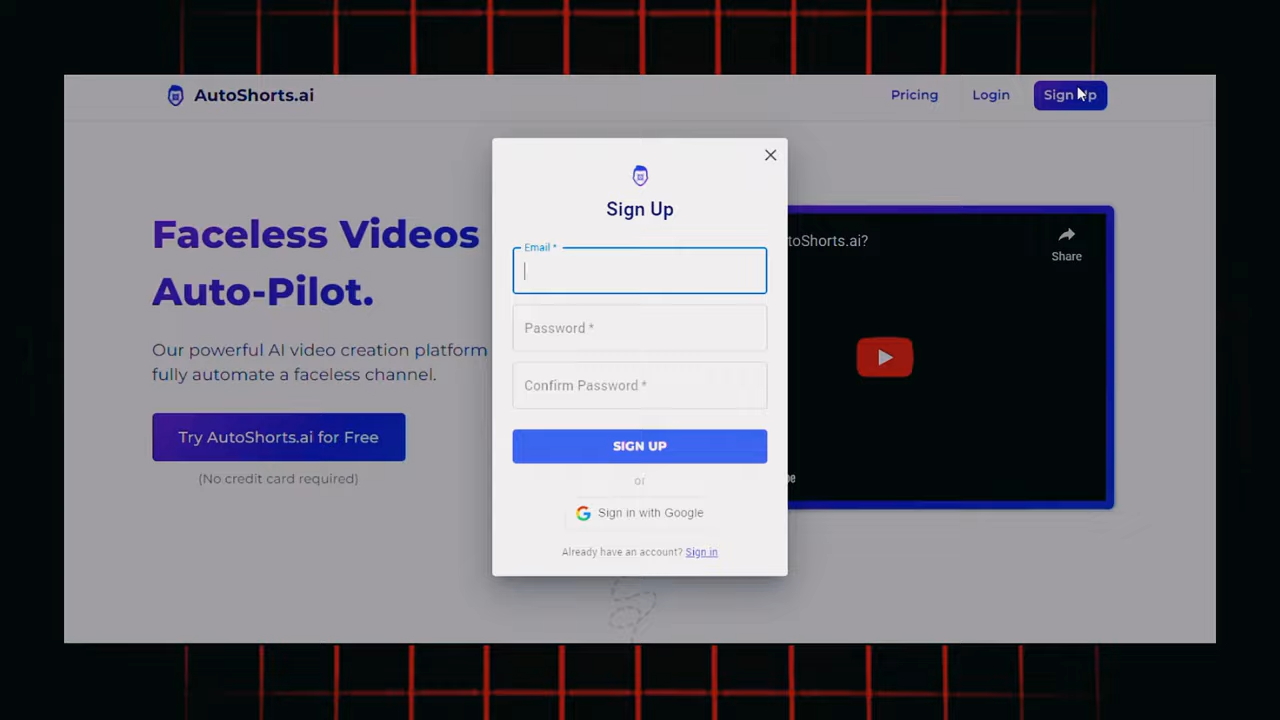 AutoShorts.ai
Pricing
Login
Sign Up
Sign Up
Email *
Password *
Confirm Password *
SIGN UP
or
Sign in with Google
Already have an account? Sign in
Faceless Videos
Auto-Pilot.
Our powerful AI video creation platform
fully automate a faceless channel.
Try AutoShorts.ai for Free
(No credit card required)
toShorts.ai?
Share